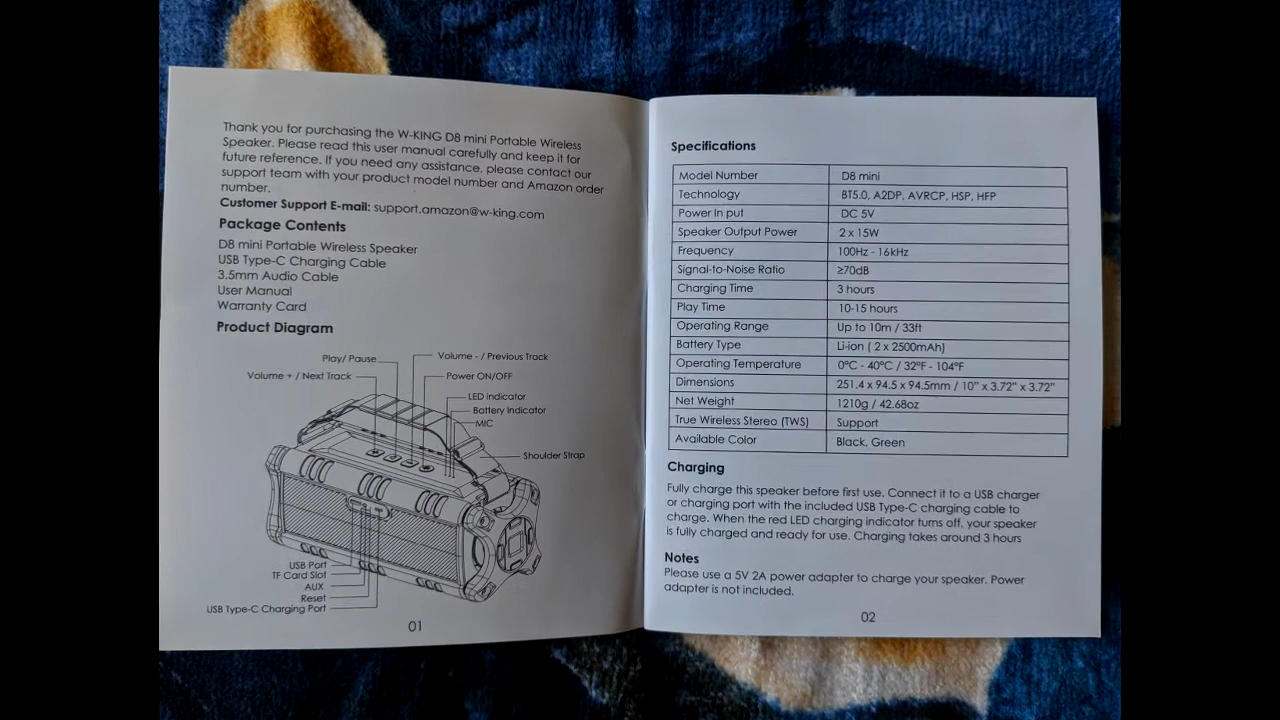 Thank you for purchasing the W-KING D8 mini Portable Wireless
Speaker. Please read this user manual carefully and keep it for
future reference. If you need any assistance, please contact our
support team with your product model number and Amazon order
number.
Customer Support E-mail: support.amazon@w-king.com
Package Contents
D8 mini Portable Wireless Speaker
USB Type-C Charging Cable
3.5mm Audio Cable
User Manual
Warranty Card
Product Diagram
Play/ Pause
Volume - / Previous Track
Volume + / Next Track
Power ON/OFF
LED indicator
Battery indicator
MIC
Shoulder Strap
USB Port
TF Card Slot
AUX
Reset
USB Type-C Charging Port
01
Specifications
Model Number D8 mini
Technology BT5.0, A2DP, AVRCP, HSP, HFP
Power In put DC 5V
Speaker Output Power 2 x 15W
Frequency 100Hz - 16kHz
Signal-to-Noise Ratio ≥70dB
Charging Time 3 hours
Play Time 10-15 hours
Operating Range Up to 10m / 33ft
Battery Type Li-ion ( 2 x 2500mAh)
Operating Temperature 0°C - 40°C / 32°F - 104°F
Dimensions 251.4 x 94.5 x 94.5mm / 10" x 3.72" x 3.72"
Net Weight 1210g / 42.68oz
True Wireless Stereo (TWS) Support
Available Color Black, Green
Charging
Fully charge this speaker before first use. Connect it to a USB charger
or charging port with the included USB Type-C charging cable to
charge. When the red LED charging indicator turns off, your speaker
is fully charged and ready for use. Charging takes around 3 hours
Notes
Please use a 5V 2A power adapter to charge your speaker. Power
adapter is not included.
02